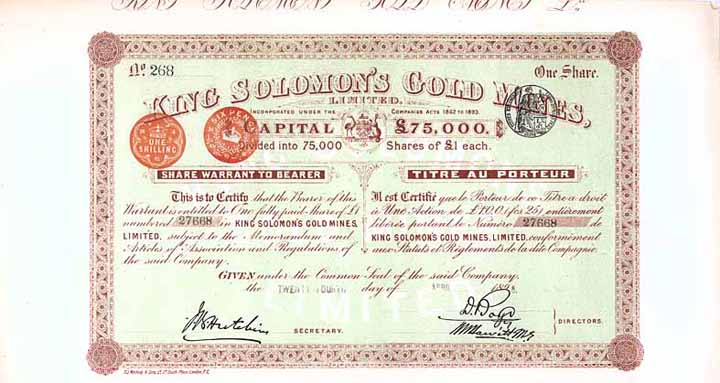 No 268
One Share.
KING SOLOMON'S GOLD MINES,
LIMITED.
INCORPORATED UNDER THE COMPANIES ACTS 1862 TO 1893.
CAPITAL £75,000.
Divided into 75,000 Shares of £1 each.
ONE SHILLING
SIX PENCE
SHARE WARRANT TO BEARER
This is to Certify that the Bearer of this
Warrant is entitled to One fully paid Share of £1
numbered 27668 in KING SOLOMON'S GOLD MINES,
LIMITED, subject to the Memorandum and
Articles of Association and Regulations of
the said Company.
TITRE AU PORTEUR
Il est Certifié que le Porteur de ce Titre a droit
à Une Action de £1.0.0 (frs 25) entièrement
libérée portant le Numéro 27668 de
KING SOLOMON'S GOLD MINES, LIMITED, conformément
aux Statuts et Règlements de la dite Compagnie.
GIVEN under the Common Seal of the said Company.
the TWENTY FOURTH day of 189
LIMITED
SECRETARY.
DIRECTORS.